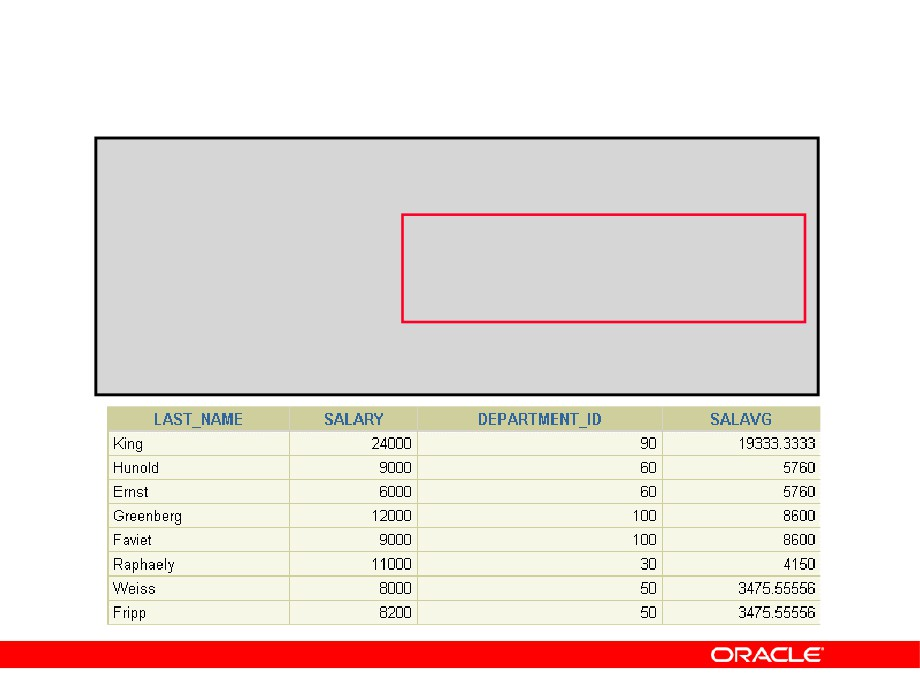 LAST_NAME SALARY DEPARTMENT_ID SALAVG
King 24000 90 19333.3333
Hunold 9000 60 5760
Ernst 6000 60 5760
Greenberg 12000 100 8600
Faviet 9000 100 8600
Raphaely 11000 30 4150
Weiss 8000 50 3475.55556
Fripp 8200 50 3475.55556
ORACLE